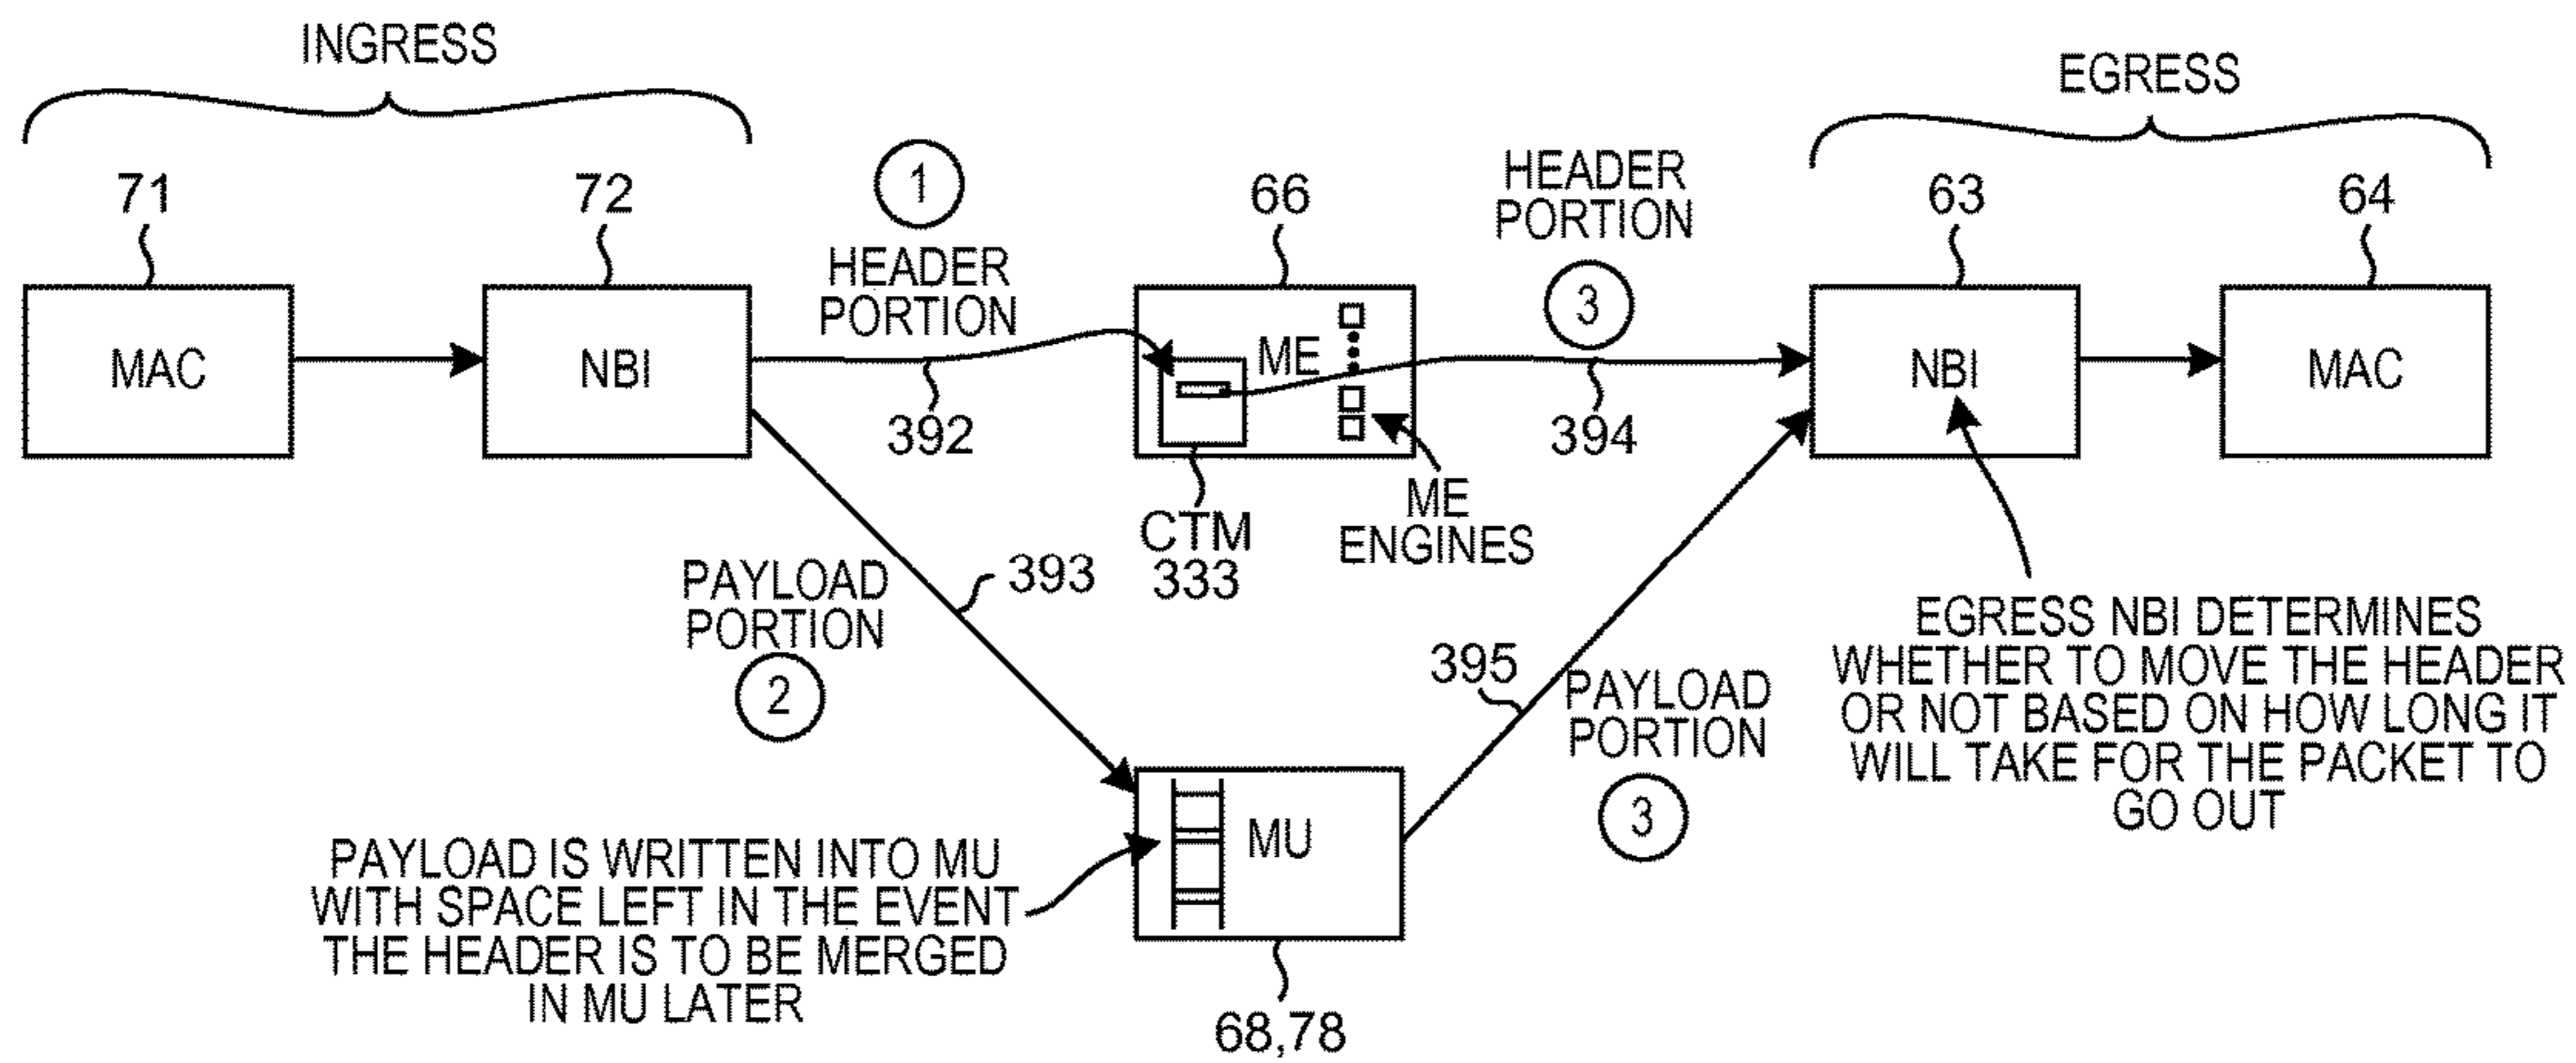 INGRESS
EGRESS
71
72
1
HEADER
PORTION
392
66
HEADER
PORTION
3
394
63
64
MAC
NBI
ME
NBI
MAC
CTM
333
ME
ENGINES
PAYLOAD
PORTION
2
393
395
PAYLOAD
PORTION
3
EGRESS NBI DETERMINES
WHETHER TO MOVE THE HEADER
OR NOT BASED ON HOW LONG IT
WILL TAKE FOR THE PACKET TO
GO OUT
PAYLOAD IS WRITTEN INTO MU
WITH SPACE LEFT IN THE EVENT
THE HEADER IS TO BE MERGED
IN MU LATER
MU
68,78